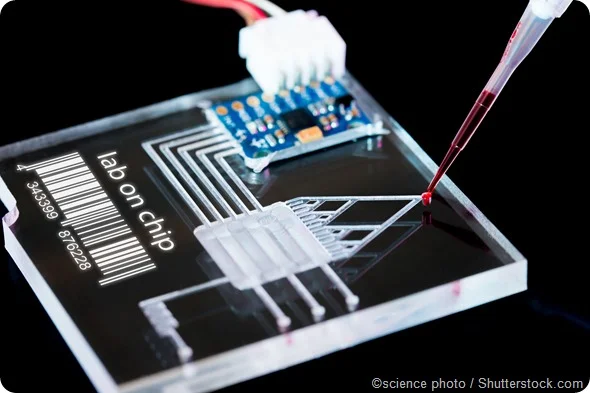 lab on chip
4 343399 876228
©science photo / Shutterstock.com